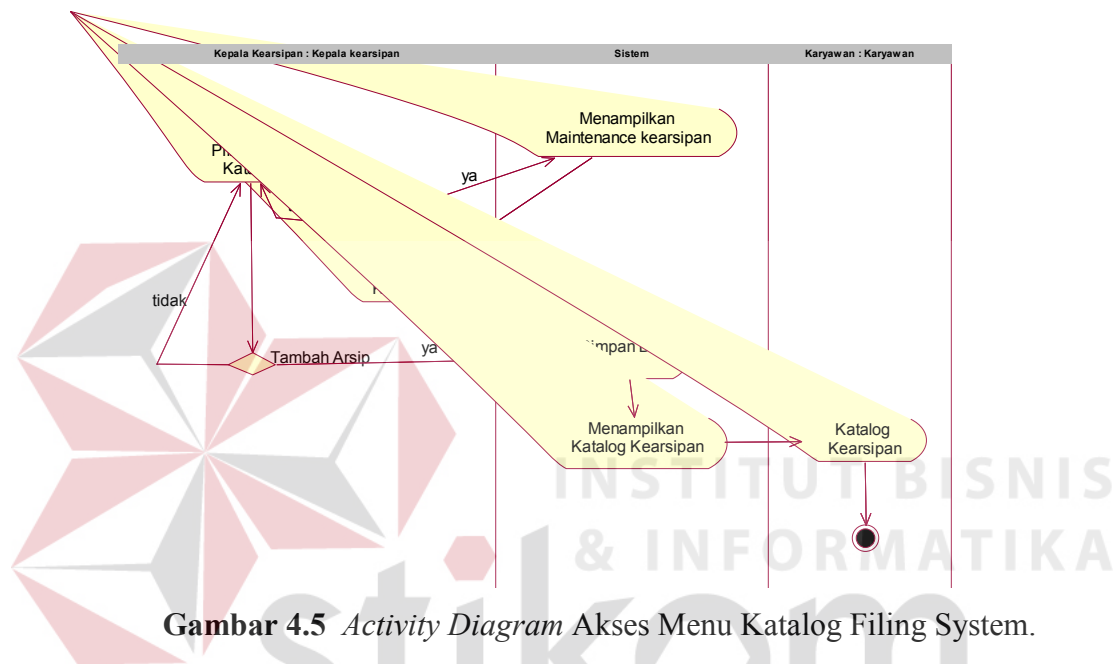 Kepala Kearsipan : Kepala kearsipan
Sistem
Karyawan : Karyawan
Menampilkan
Maintenance kearsipan
ya
tidak
Tambah Arsip
ya
Menampilkan
Katalog Kearsipan
Katalog
Kearsipan
INSTITUT BISNIS
& INFORMATIKA
stikom
Gambar 4.5 Activity Diagram Akses Menu Katalog Filing System.